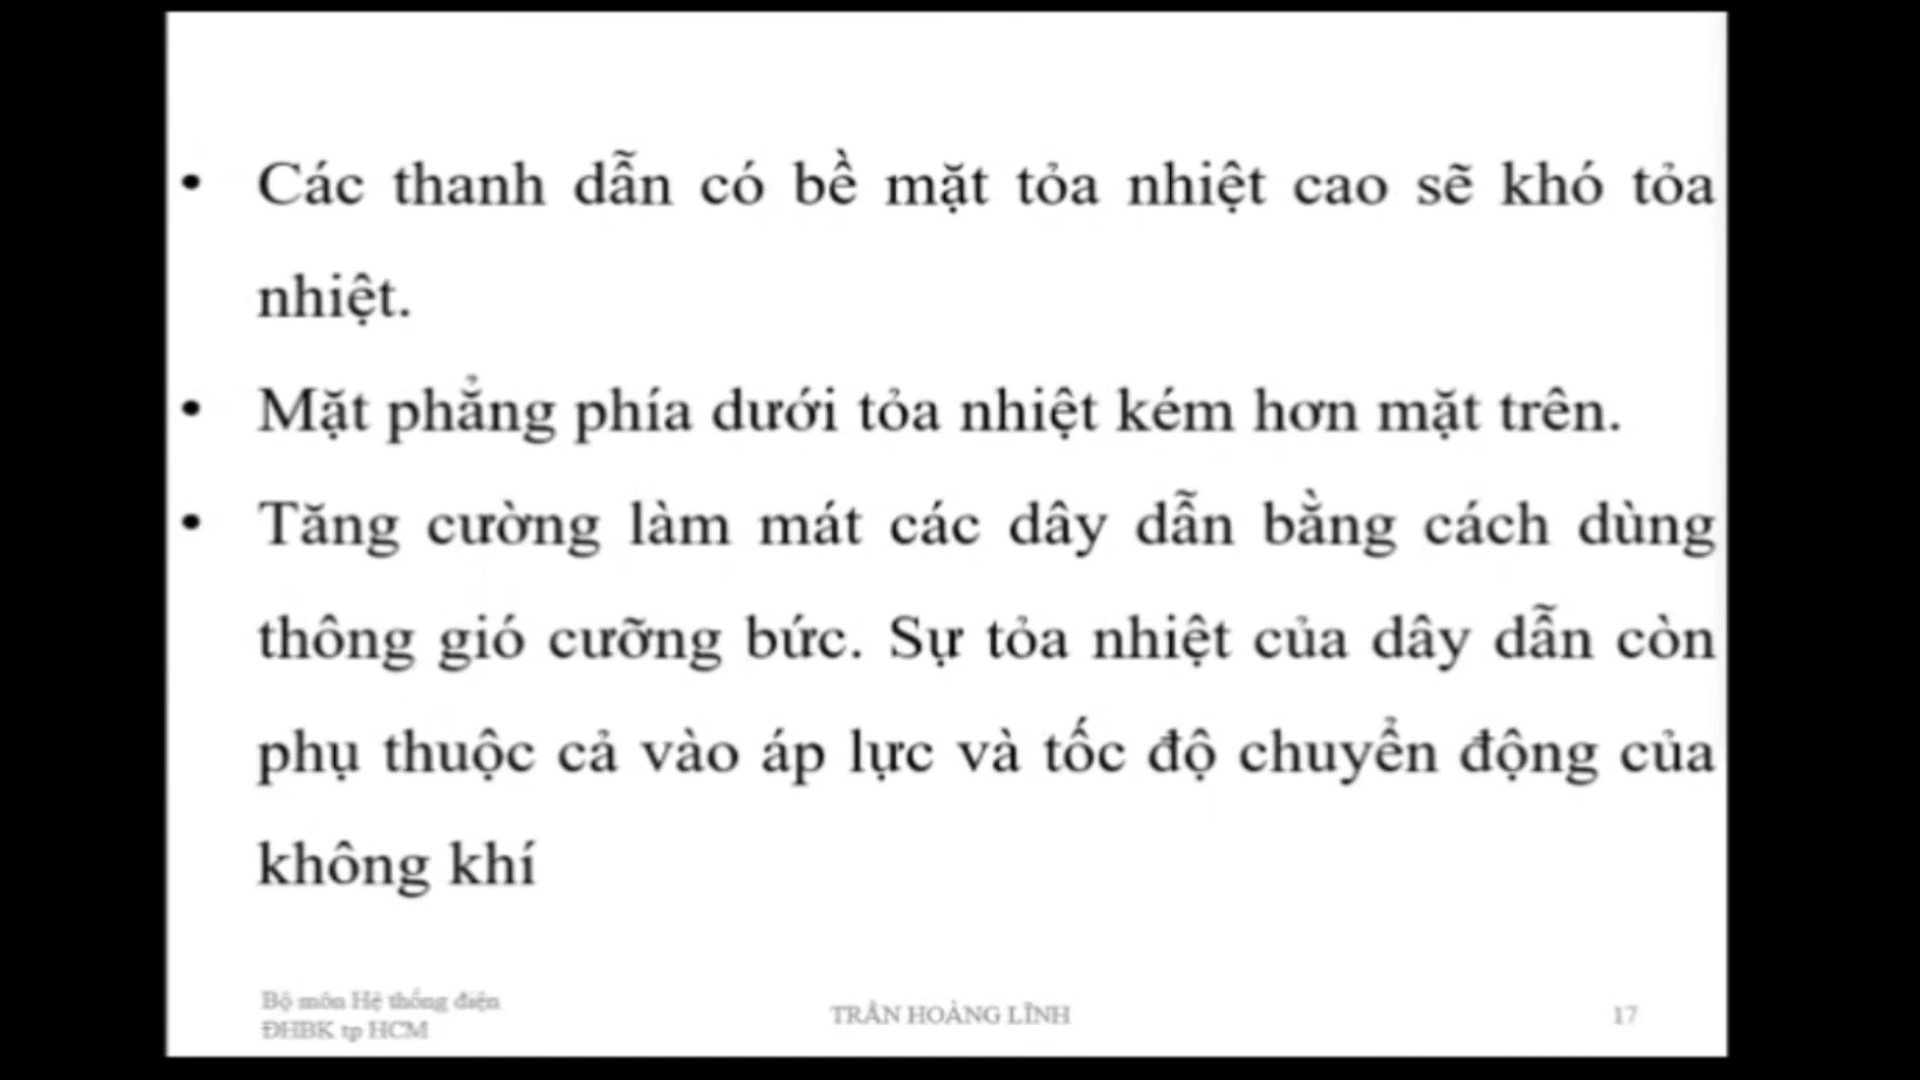 • Các thanh dẫn có bề mặt tỏa nhiệt cao sẽ khó tỏa
nhiệt.
• Mặt phẳng phía dưới tỏa nhiệt kém hơn mặt trên.
• Tăng cường làm mát các dây dẫn bằng cách dùng
thông gió cưỡng bức. Sự tỏa nhiệt của dây dẫn còn
phụ thuộc cả vào áp lực và tốc độ chuyển động của
không khí
Bộ môn Hệ thống điện
ĐHBK tp HCM
TRẦN HOÀNG LĨNH
17